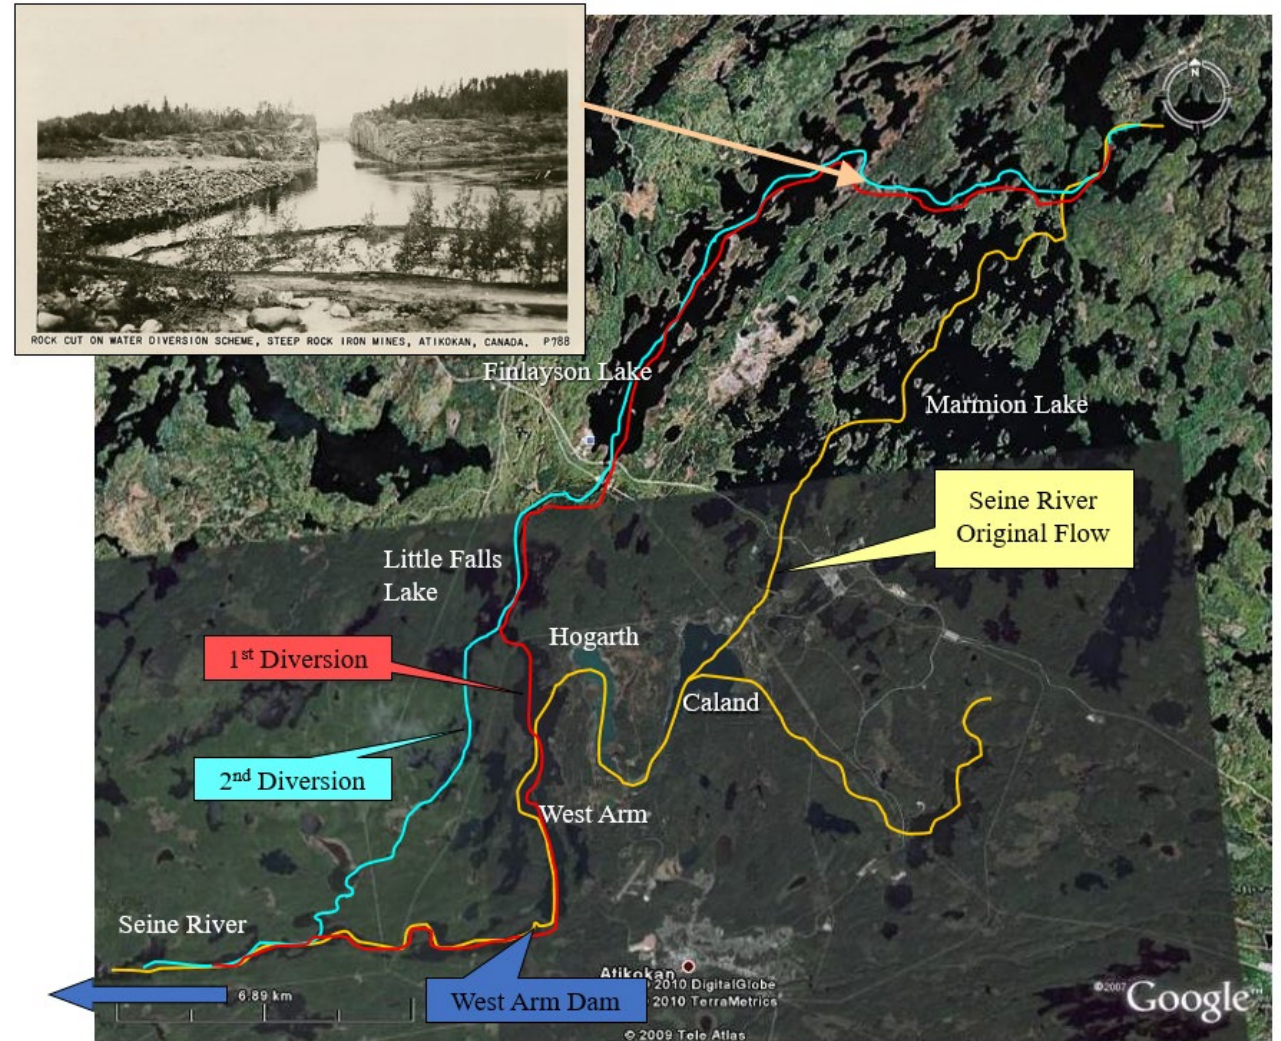 ROCK CUT ON WATER DIVERSION SCHEME, STEEP ROCK IRON MINES, ATIKOKAN, CANADA. P788
N
Finlayson Lake
Marmion Lake
Seine River
Original Flow
Little Falls
Lake
Hogarth
1st Diversion
Caland
2nd Diversion
West Arm
Seine River
Atikokan
6.89 km
West Arm Dam
2010 DigitalGlobe
2010 TerraMetrics
© 2009 Tele Atlas
©2007 Google™